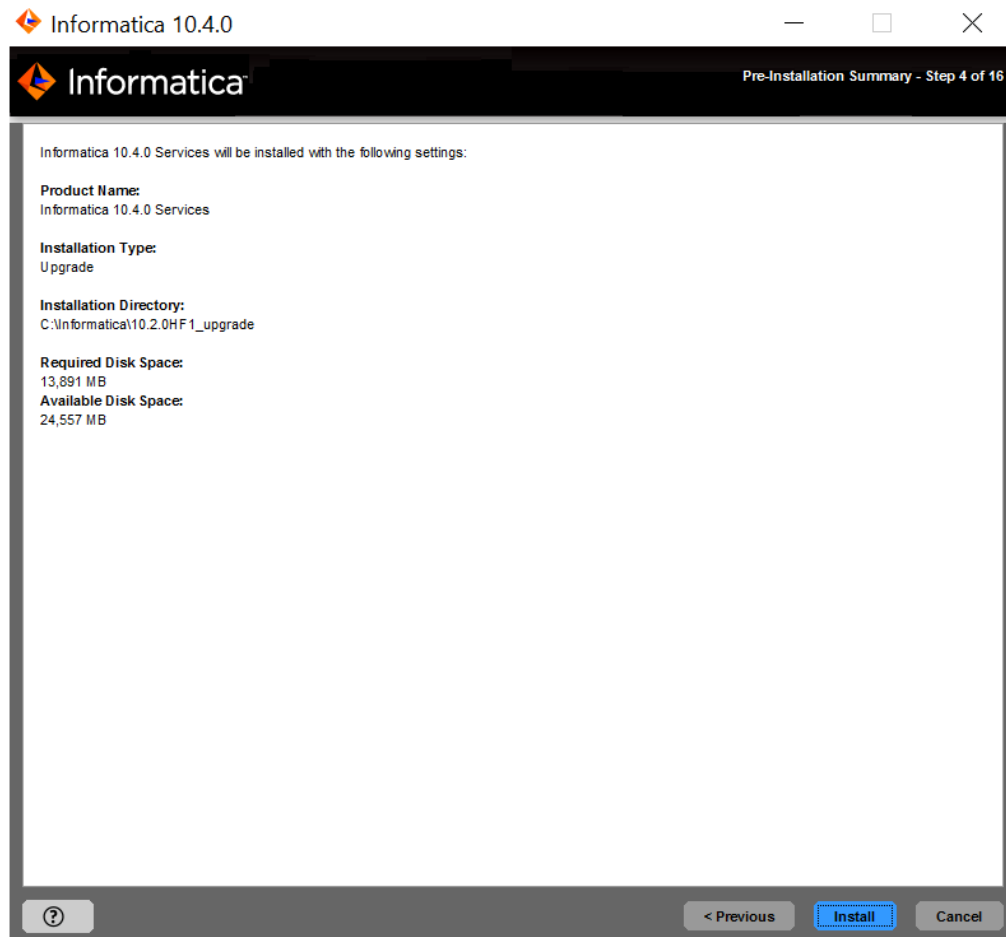 Informatica 10.4.0
Informatica
Pre-Installation Summary - Step 4 of 16
Informatica 10.4.0 Services will be installed with the following settings:
Product Name:
Informatica 10.4.0 Services
Installation Type:
Upgrade
Installation Directory:
C:\Informatica\10.2.0HF1_upgrade
Required Disk Space:
13,891 MB
Available Disk Space:
24,557 MB
?
< Previous
Install
Cancel